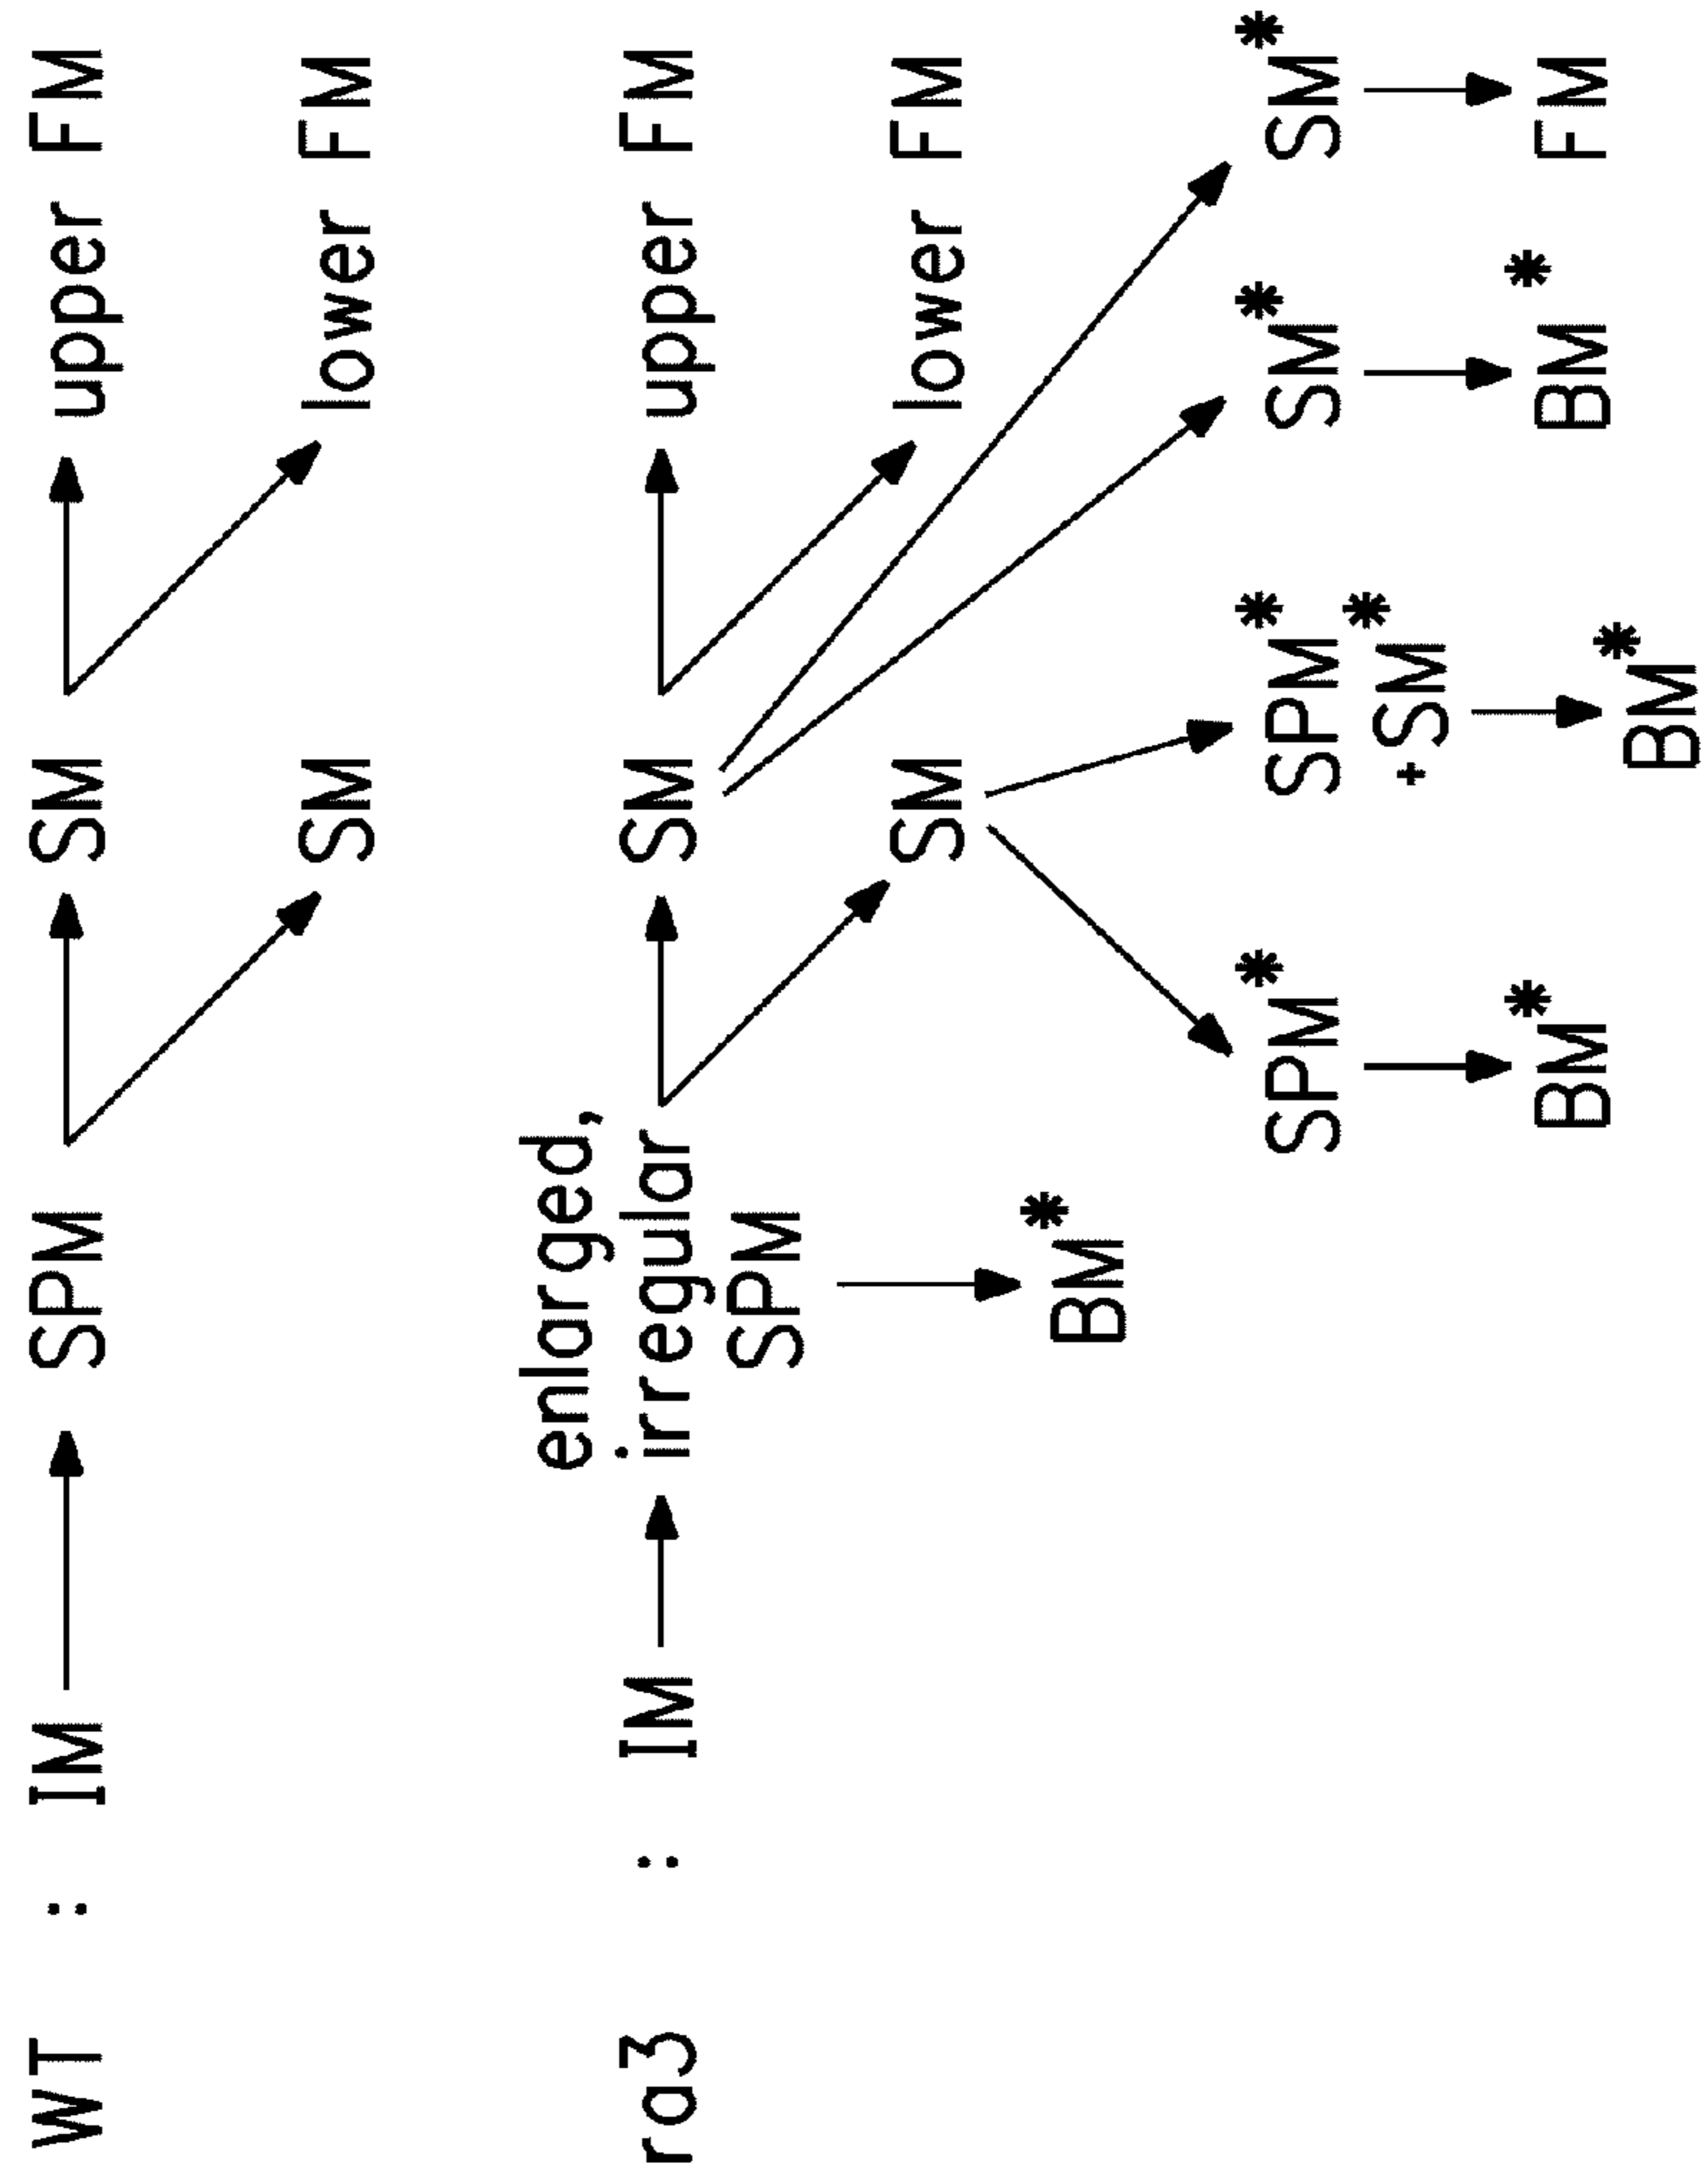 WT : IM SPM SM upper FM
SM lower FM
ra3 : IM enlarged,
irregular
SPM
SM upper FM
SM lower FM
BM*
SPM* SPM* SM* SM*
+SM*
BM* BM* BM* FM